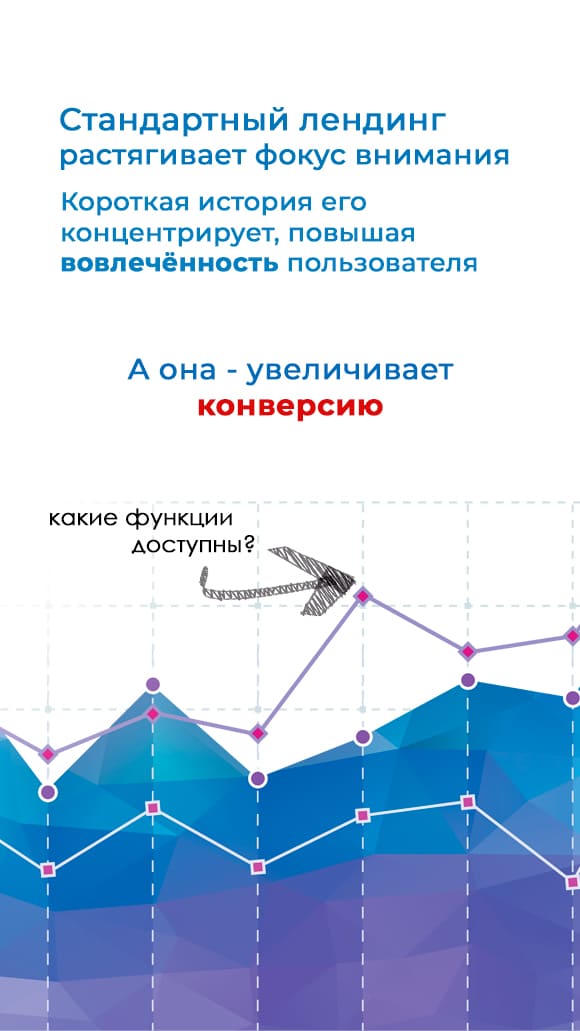 Стандартный лендинг
растягивает фокус внимания
Короткая история его
концентрирует, повышая
вовлечённость пользователя
А она - увеличивает
конверсию
какие функции
доступны?